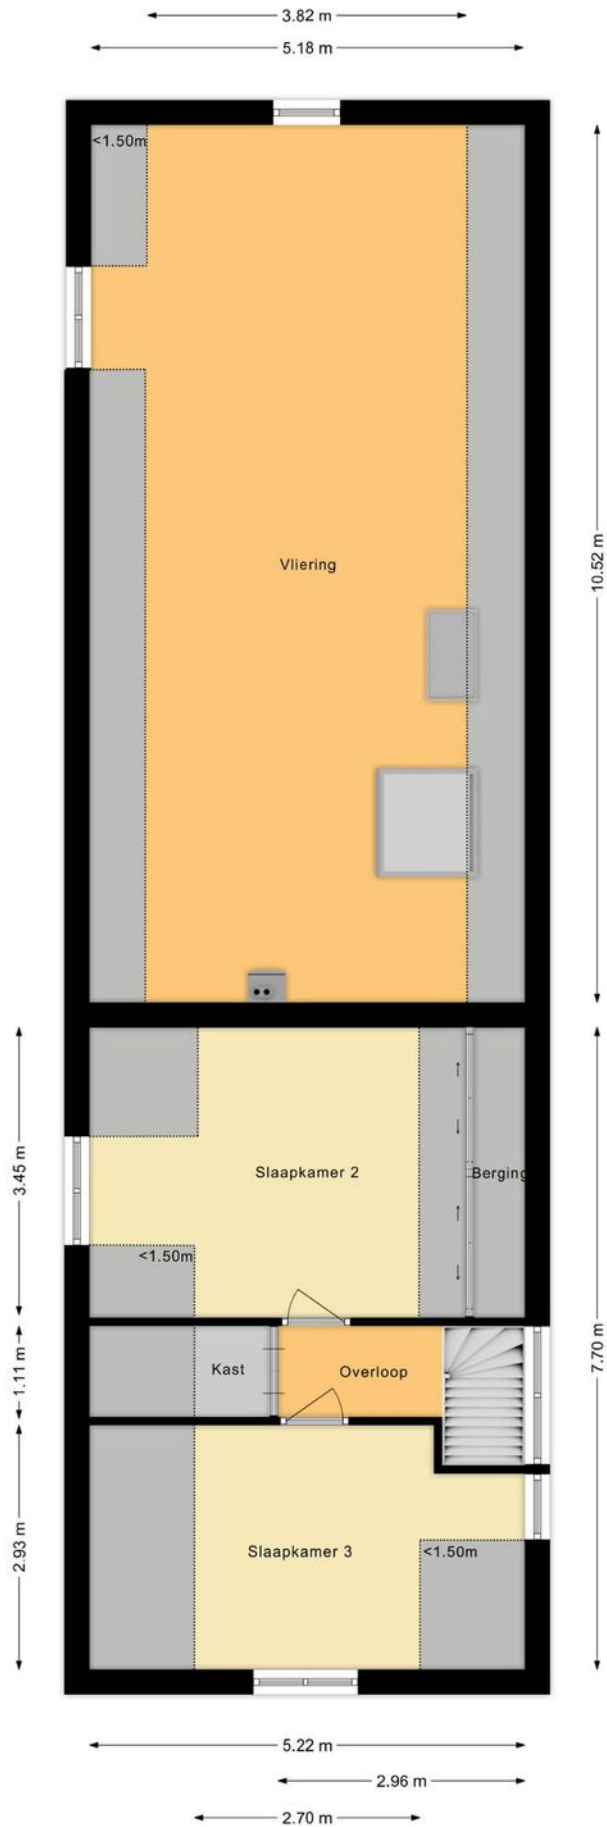 3.82 m
5.18 m
<1.50m
10.52 m
Vliering
3.45 m
Slaapkamer 2
Berging
<1.50m
7.70 m
1.11 m
Kast
Overloop
2.93 m
Slaapkamer 3
<1.50m
5.22 m
2.96 m
2.70 m